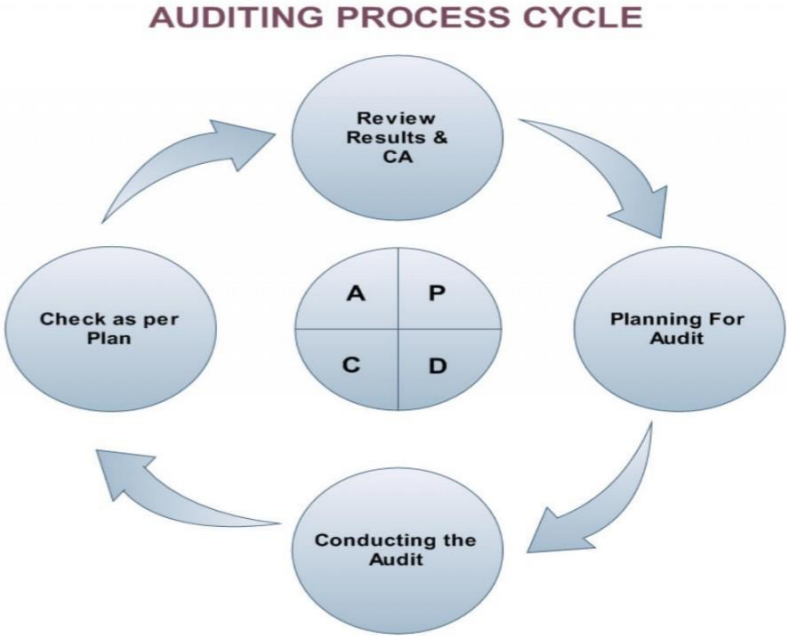 AUDITING PROCESS CYCLE
Review
Results &
CA
Check as per
Plan
A P
C D
Planning For
Audit
Conducting the
Audit